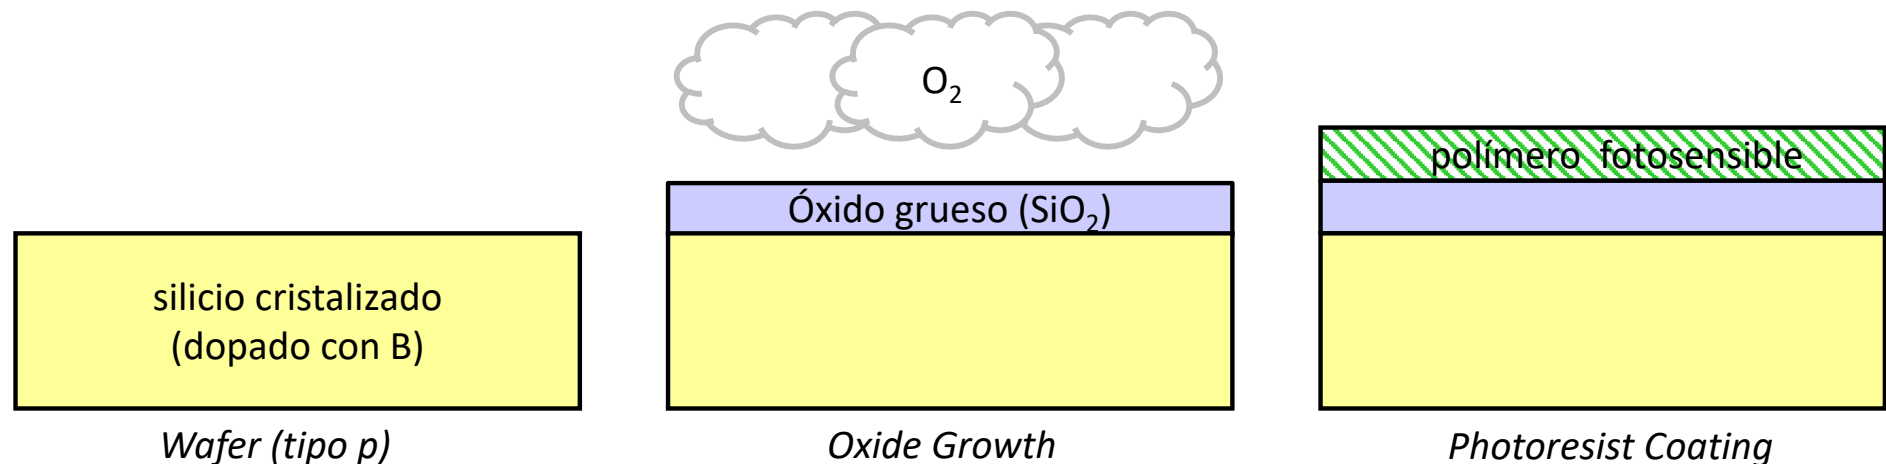 silicio cristalizado
(dopado con B)
Wafer (tipo p)
O₂
Óxido grueso (SiO₂)
Oxide Growth
polímero fotosensible
Photoresist Coating